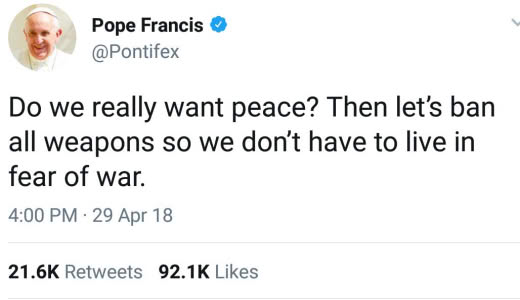 Pope Francis
@Pontifex
Do we really want peace? Then let's ban
all weapons so we don't have to live in
fear of war.
4:00 PM · 29 Apr 18
21.6K Retweets 92.1K Likes